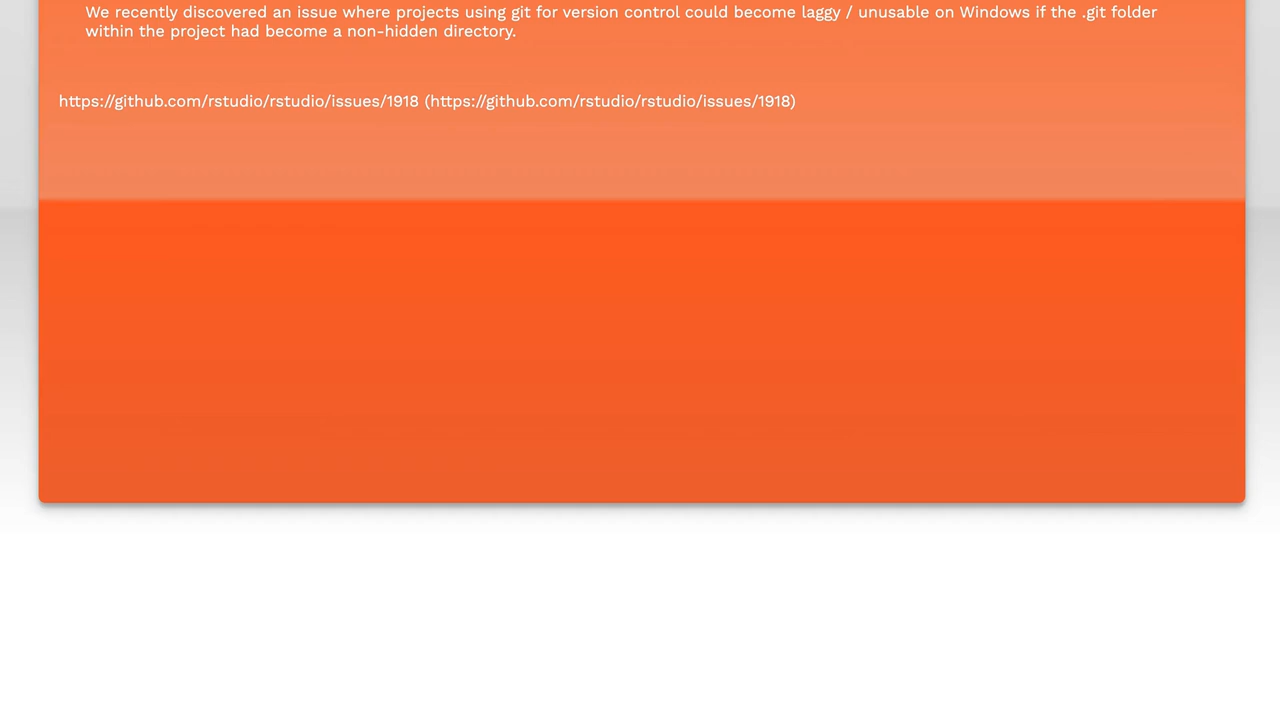 We recently discovered an issue where projects using git for version control could become laggy / unusable on Windows if the .git folder
within the project had become a non-hidden directory.
https://github.com/rstudio/rstudio/issues/1918 (https://github.com/rstudio/rstudio/issues/1918)